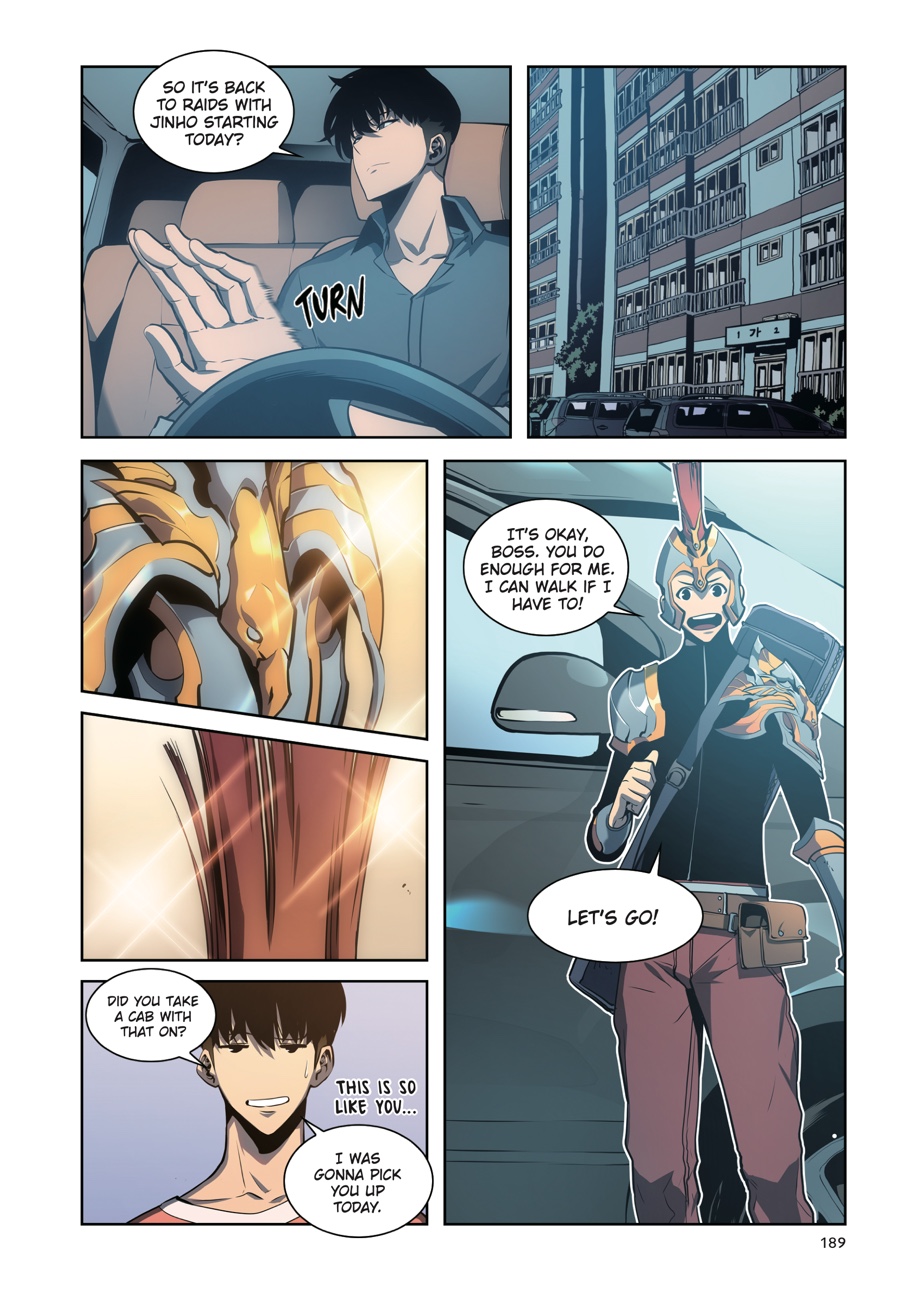 SO IT'S BACK
TO RAIDS WITH
JINHO STARTING
TODAY?
TURN
1 가 2
IT'S OKAY,
BOSS. YOU DO
ENOUGH FOR ME.
I CAN WALK IF I
HAVE TO!
LET'S GO!
DID YOU TAKE
A CAB WITH
THAT ON?
THIS IS SO
LIKE YOU...
I WAS
GONNA PICK
YOU UP
TODAY.
189